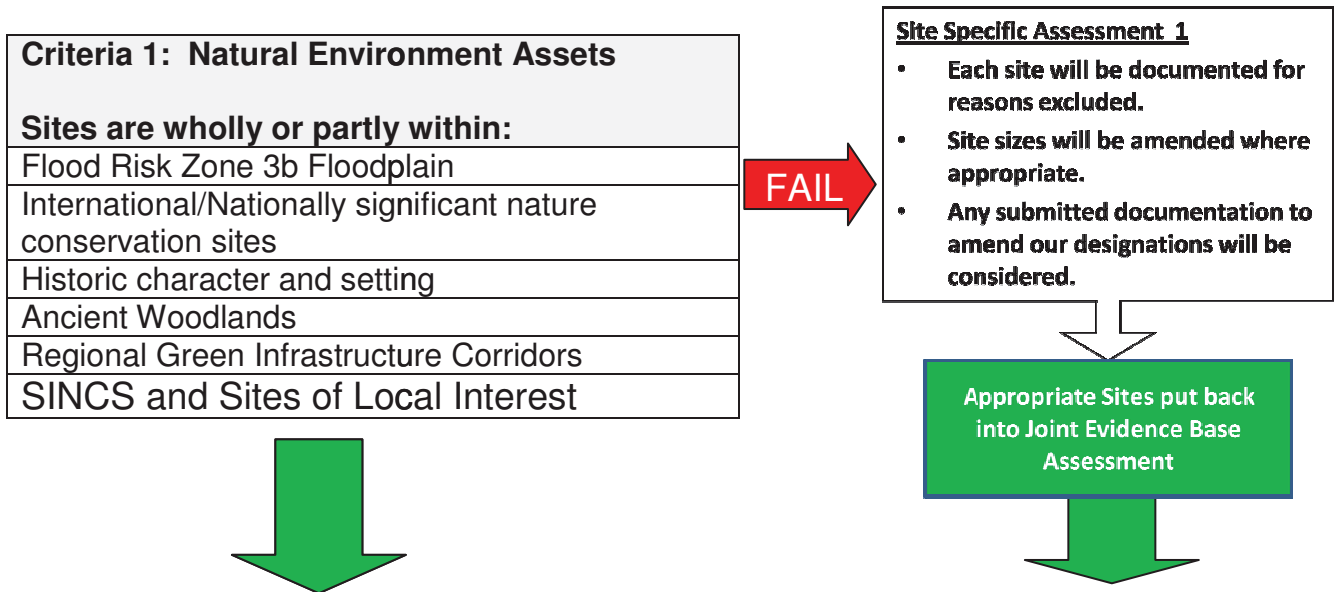 Criteria 1: Natural Environment Assets
Sites are wholly or partly within:
Flood Risk Zone 3b Floodplain
International/Nationally significant nature
conservation sites
Historic character and setting
Ancient Woodlands
Regional Green Infrastructure Corridors
SINCS and Sites of Local Interest
FAIL
Site Specific Assessment 1
• Each site will be documented for
reasons excluded.
• Site sizes will be amended where
appropriate.
• Any submitted documentation to
amend our designations will be
considered.
Appropriate Sites put back
into Joint Evidence Base
Assessment